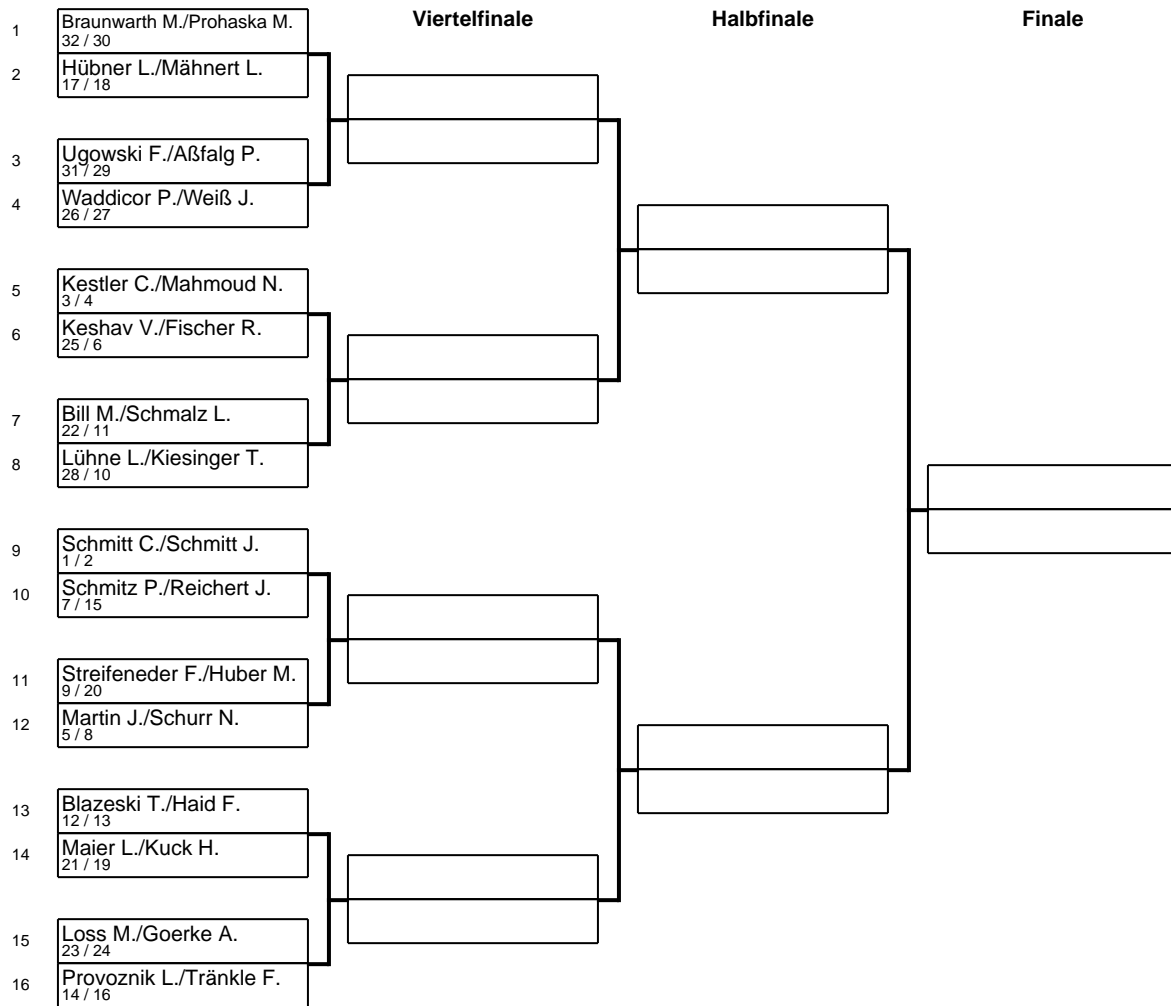 Viertelfinale
Halbfinale
Finale
1
Braunwarth M./Prohaska M.
32 / 30
2
Hübner L./Mähnert L.
17 / 18
3
Ugowski F./Aßfalg P.
31 / 29
4
Waddicor P./Weiß J.
26 / 27
5
Kestler C./Mahmoud N.
3 / 4
6
Keshav V./Fischer R.
25 / 6
7
Bill M./Schmalz L.
22 / 11
8
Lühne L./Kiesinger T.
28 / 10
9
Schmitt C./Schmitt J.
1 / 2
10
Schmitz P./Reichert J.
7 / 15
11
Streifeneder F./Huber M.
9 / 20
12
Martin J./Schurr N.
5 / 8
13
Blazeski T./Haid F.
12 / 13
14
Maier L./Kuck H.
21 / 19
15
Loss M./Goerke A.
23 / 24
16
Provoznik L./Tränkle F.
14 / 16